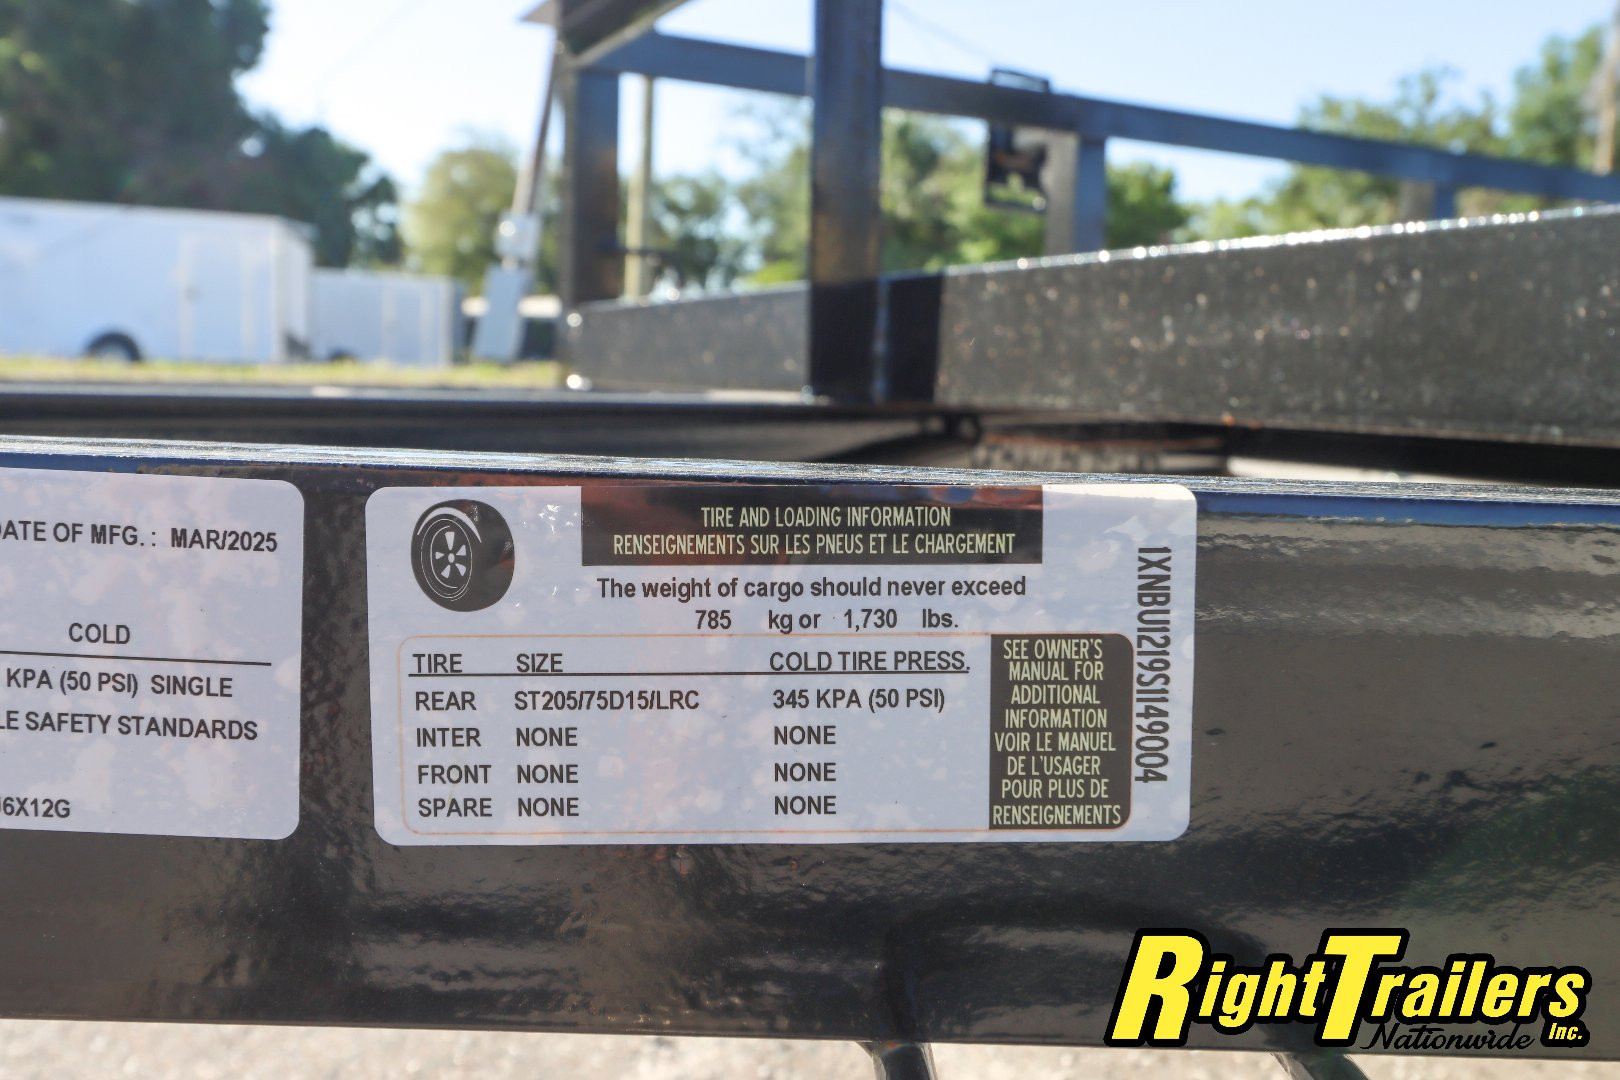 DATE OF MFG. : MAR/2025
COLD
KPA (50 PSI) SINGLE
LE SAFETY STANDARDS
6X12G
TIRE AND LOADING INFORMATION
RENSEIGNEMENTS SUR LES PNEUS ET LE CHARGEMENT
The weight of cargo should never exceed
785 kg or 1,730 lbs.
TIRE SIZE COLD TIRE PRESS.
REAR ST205/75D15/LRC 345 KPA (50 PSI)
INTER NONE NONE
FRONT NONE NONE
SPARE NONE NONE
SEE OWNER'S
MANUAL FOR
ADDITIONAL
INFORMATION
VOIR LE MANUEL
DE L'USAGER
POUR PLUS DE
RENSEIGNEMENTS
1XNBU1219S1149004
RightTrailers
Nationwide Inc.